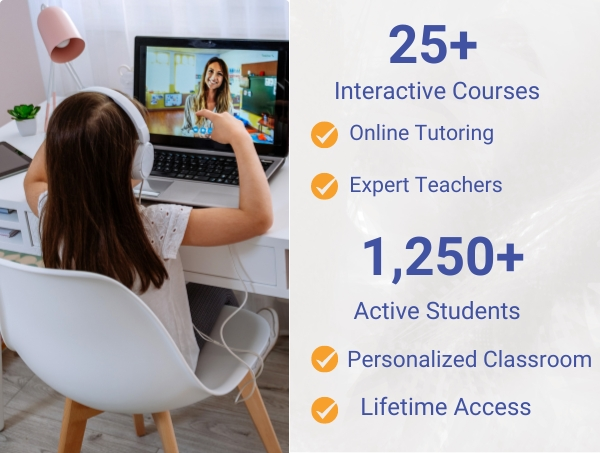 25+
Interactive Courses
Online Tutoring
Expert Teachers
1,250+
Active Students
Personalized Classroom
Lifetime Access